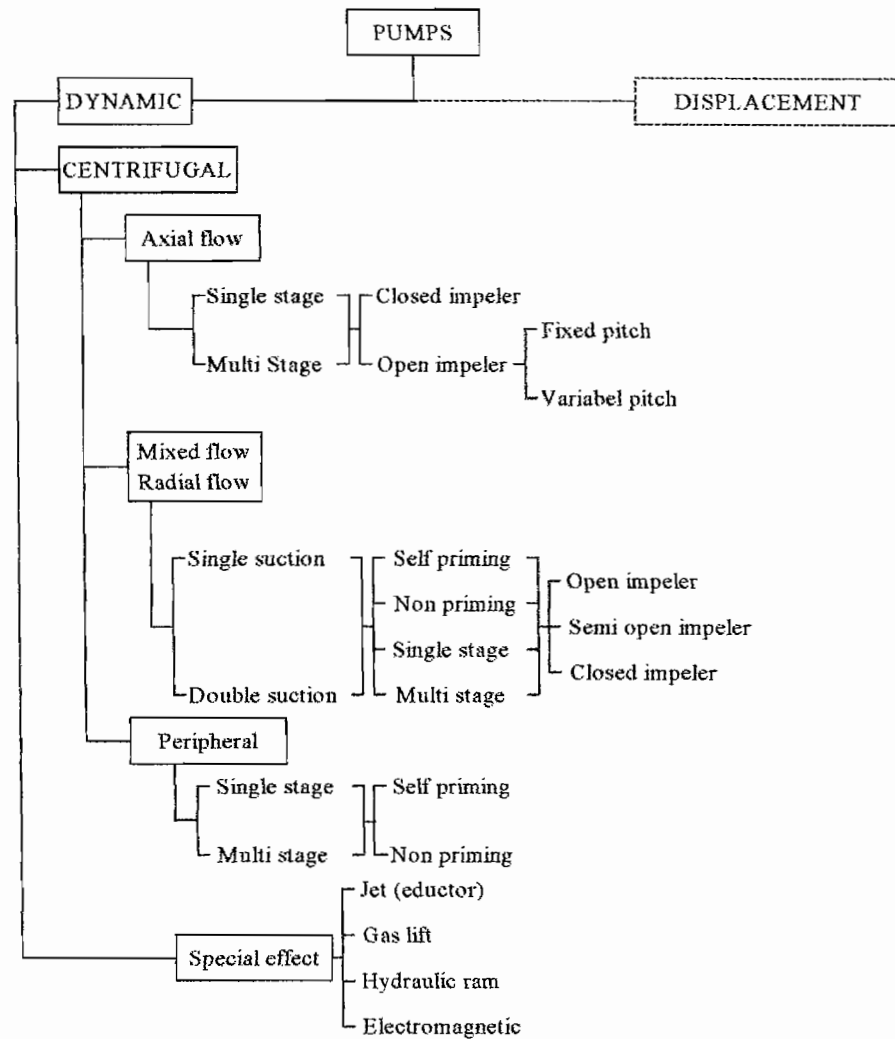 PUMPS
DYNAMIC
DISPLACEMENT
CENTRIFUGAL
Axial flow
Single stage
Closed impeler
Fixed pitch
Multi Stage
Open impeler
Variabel pitch
Mixed flow
Radial flow
Single suction
Self priming
Open impeler
Non priming
Semi open impeler
Single stage
Closed impeler
Double suction
Multi stage
Peripheral
Single stage
Self priming
Multi stage
Non priming
Jet (eductor)
Gas lift
Special effect
Hydraulic ram
Electromagnetic